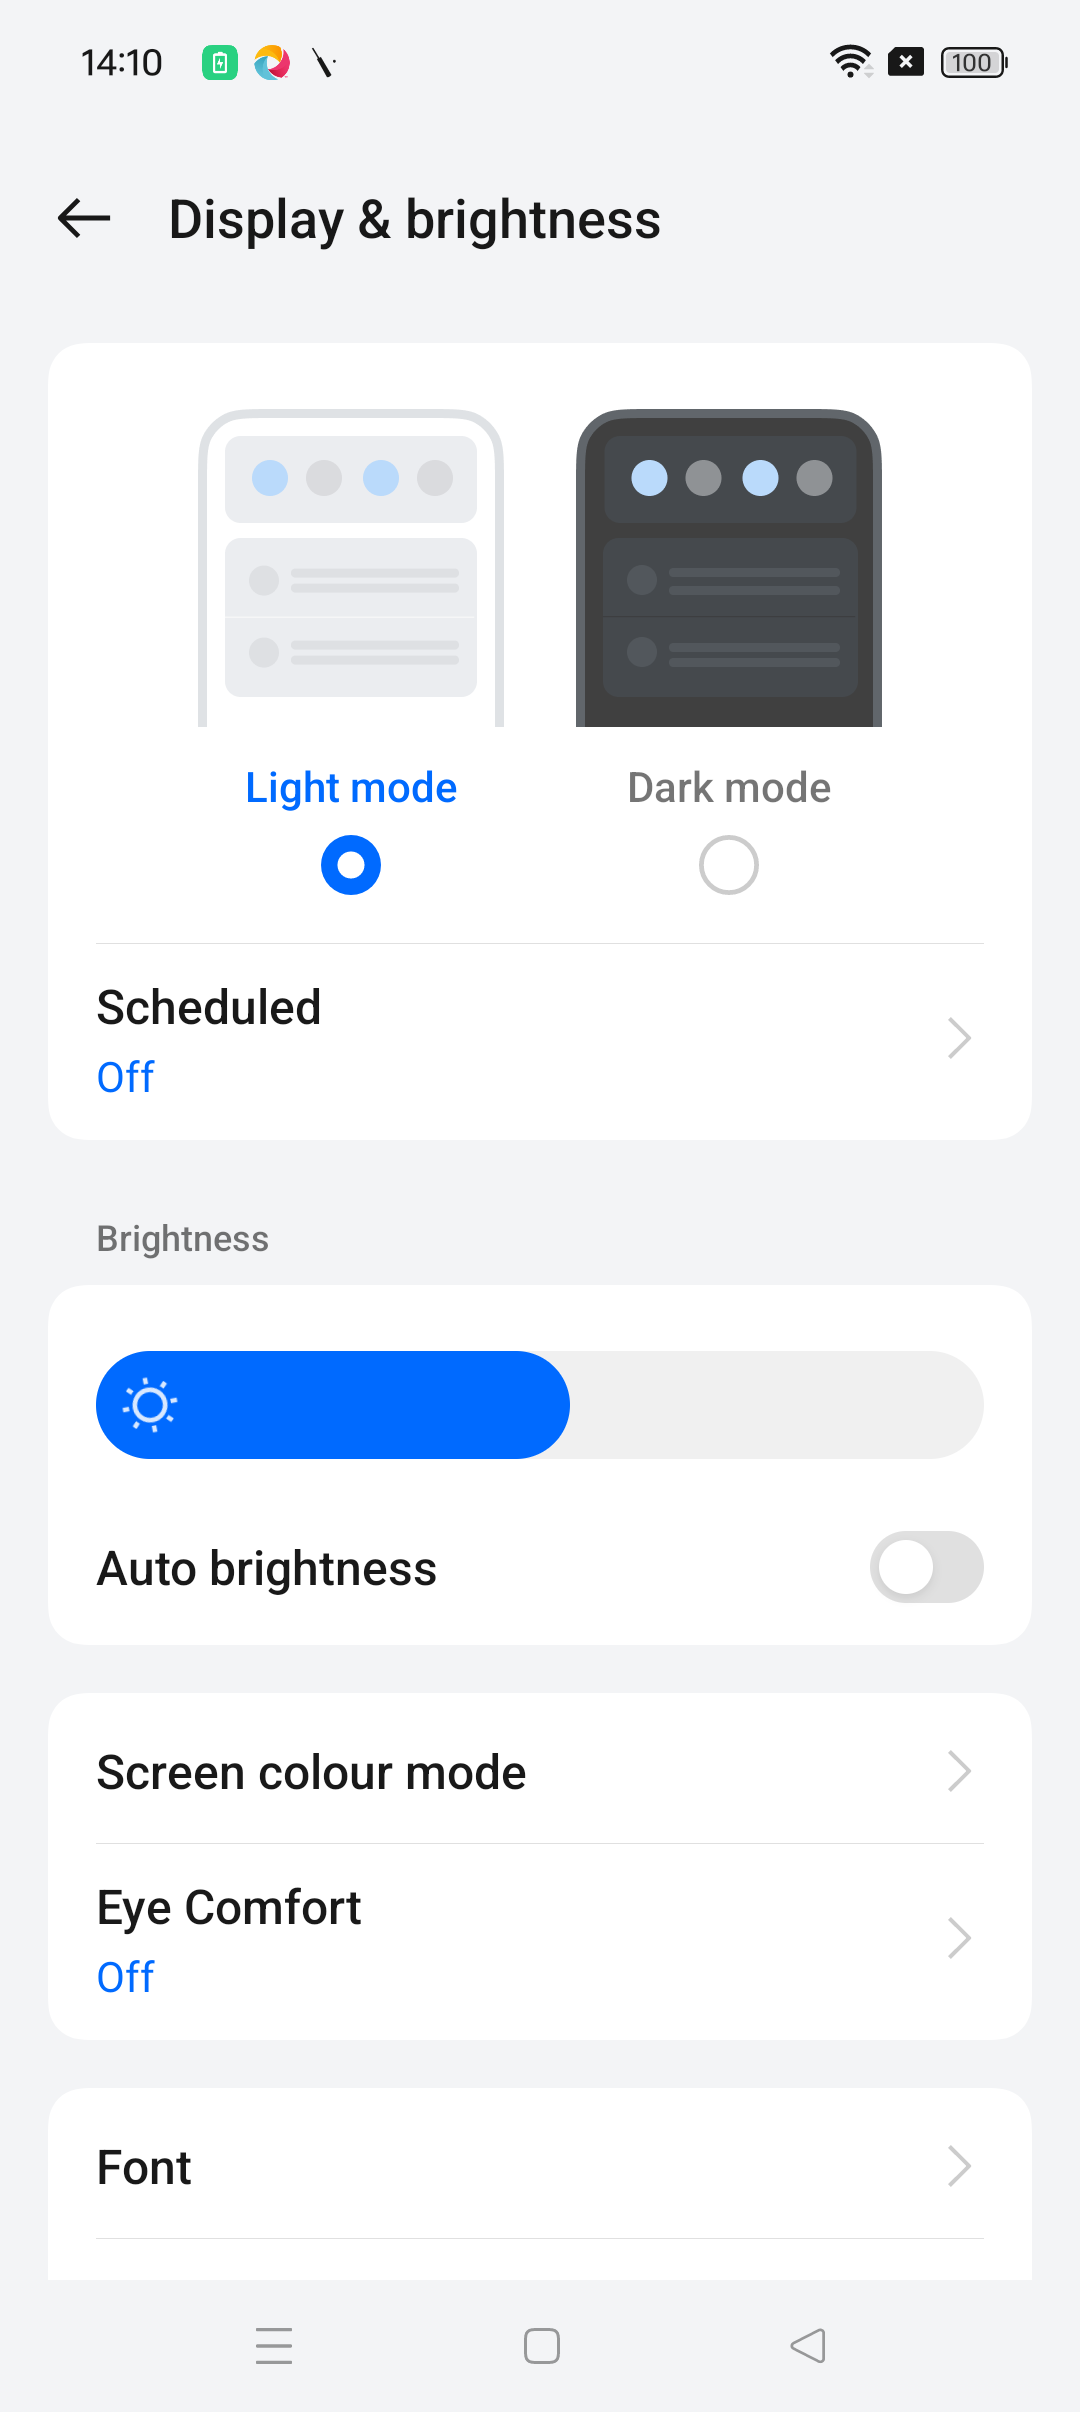 14:10
100
Display & brightness
Light mode
Dark mode
Scheduled
Off
Brightness
Auto brightness
Screen colour mode
Eye Comfort
Off
Font